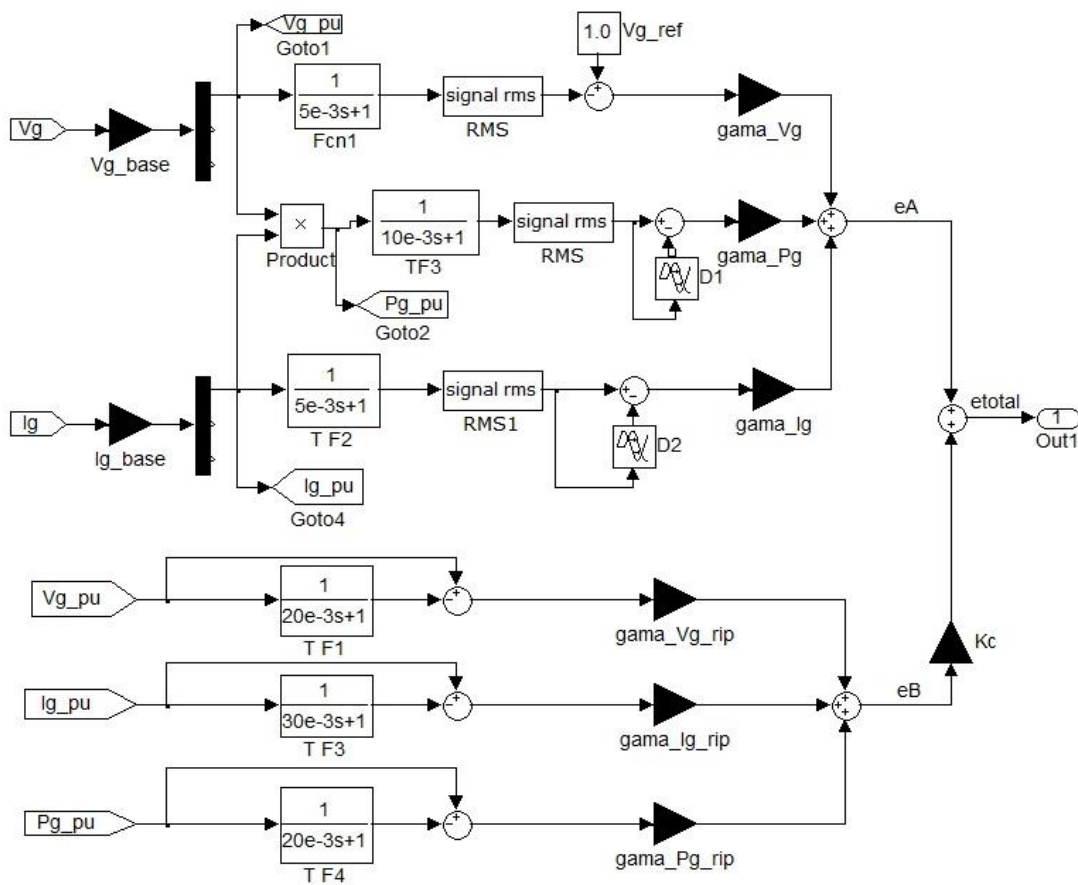 Vg_pu
Goto1
1.0
Vg_ref
1
5e-3s+1
Fcn1
signal rms
RMS
gama_Vg
Vg
Vg_base
×
Product
1
10e-3s+1
TF3
signal rms
RMS
D1
gama_Pg
eA
Pg_pu
Goto2
1
5e-3s+1
T F2
signal rms
RMS1
D2
gama_Ig
Ig
Ig_base
Ig_pu
Goto4
etotal
1
Out1
Vg_pu
1
20e-3s+1
T F1
gama_Vg_rip
Kc
Ig_pu
1
30e-3s+1
T F3
gama_Ig_rip
eB
Pg_pu
1
20e-3s+1
T F4
gama_Pg_rip